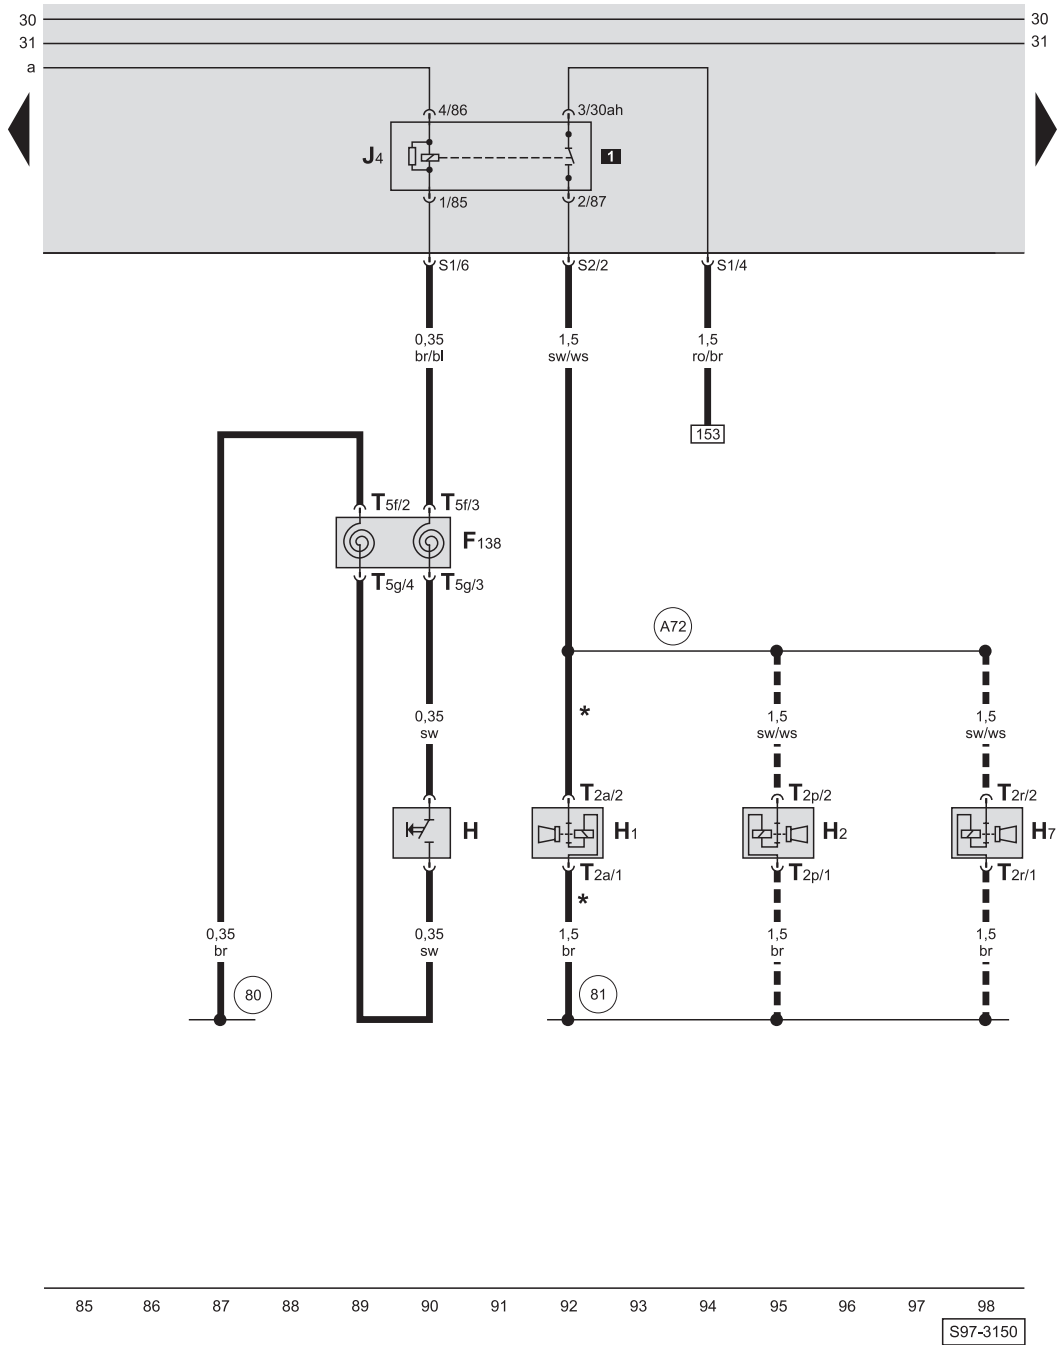 30 30
31 31
a
4/86 3/30ah
J4 1
1/85 2/87
S1/6 S2/2 S1/4
0,35 1,5 1,5
br/bl sw/ws ro/br
153
T5f/2 T5f/3
F138
T5g/4 T5g/3
A72
*
0,35 1,5 1,5
sw sw/ws sw/ws
T2a/2 T2p/2 T2r/2
H H1 H2 H7
T2a/1 T2p/1 T2r/1
*
0,35 0,35 1,5 1,5 1,5
br sw br br br
80 81
85 86 87 88 89 90 91 92 93 94 95 96 97 98
S97-3150